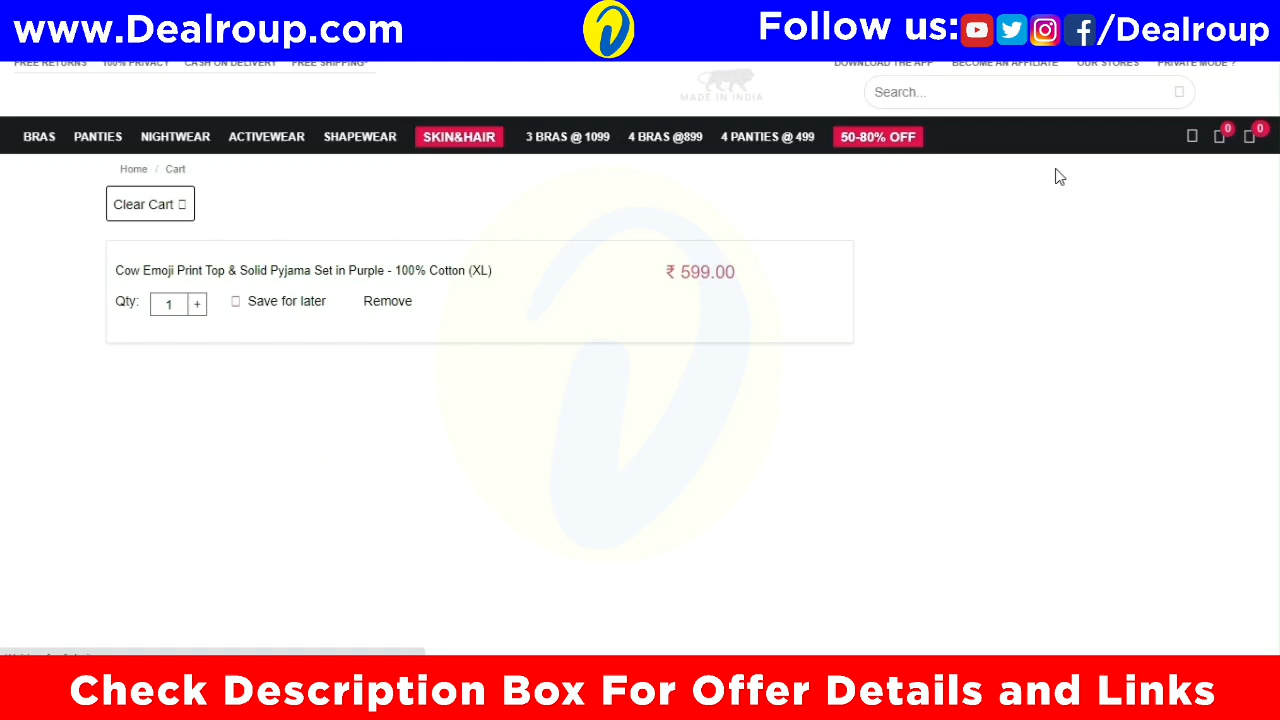 www.Dealroup.com
Follow us: /Dealroup
FREE RETURNS 100% PRIVACY CASH ON DELIVERY FREE SHIPPING*
DOWNLOAD THE APP BECOME AN AFFILIATE OUR STORES PRIVATE MODE ?
MADE IN INDIA
Search...
BRAS PANTIES NIGHTWEAR ACTIVEWEAR SHAPEWEAR SKIN&HAIR 3 BRAS @ 1099 4 BRAS @899 4 PANTIES @ 499 50-80% OFF 0 0
Home / Cart
Clear Cart
Cow Emoji Print Top & Solid Pyjama Set in Purple - 100% Cotton (XL) ₹ 599.00
Qty: 1 + Save for later Remove
Check Description Box For Offer Details and Links